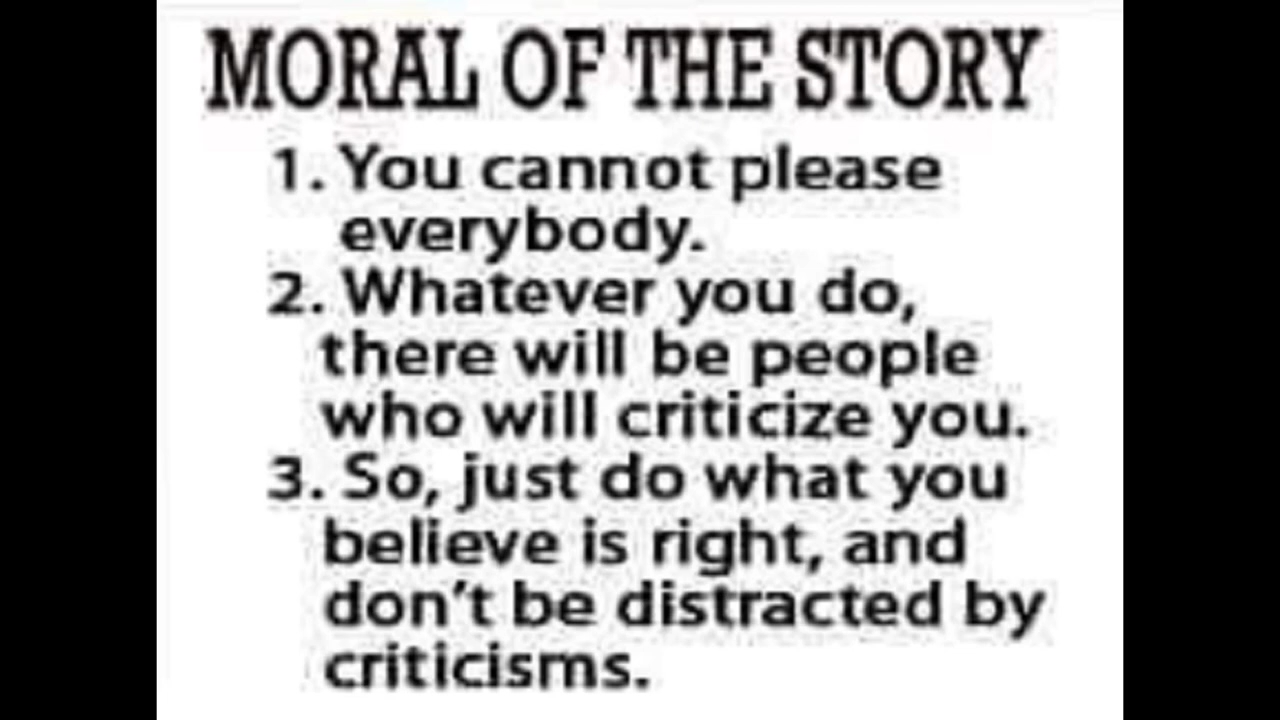 MORAL OF THE STORY
1. You cannot please
everybody.
2. Whatever you do,
there will be people
who will criticize you.
3. So, just do what you
believe is right, and
don't be distracted by
criticisms.